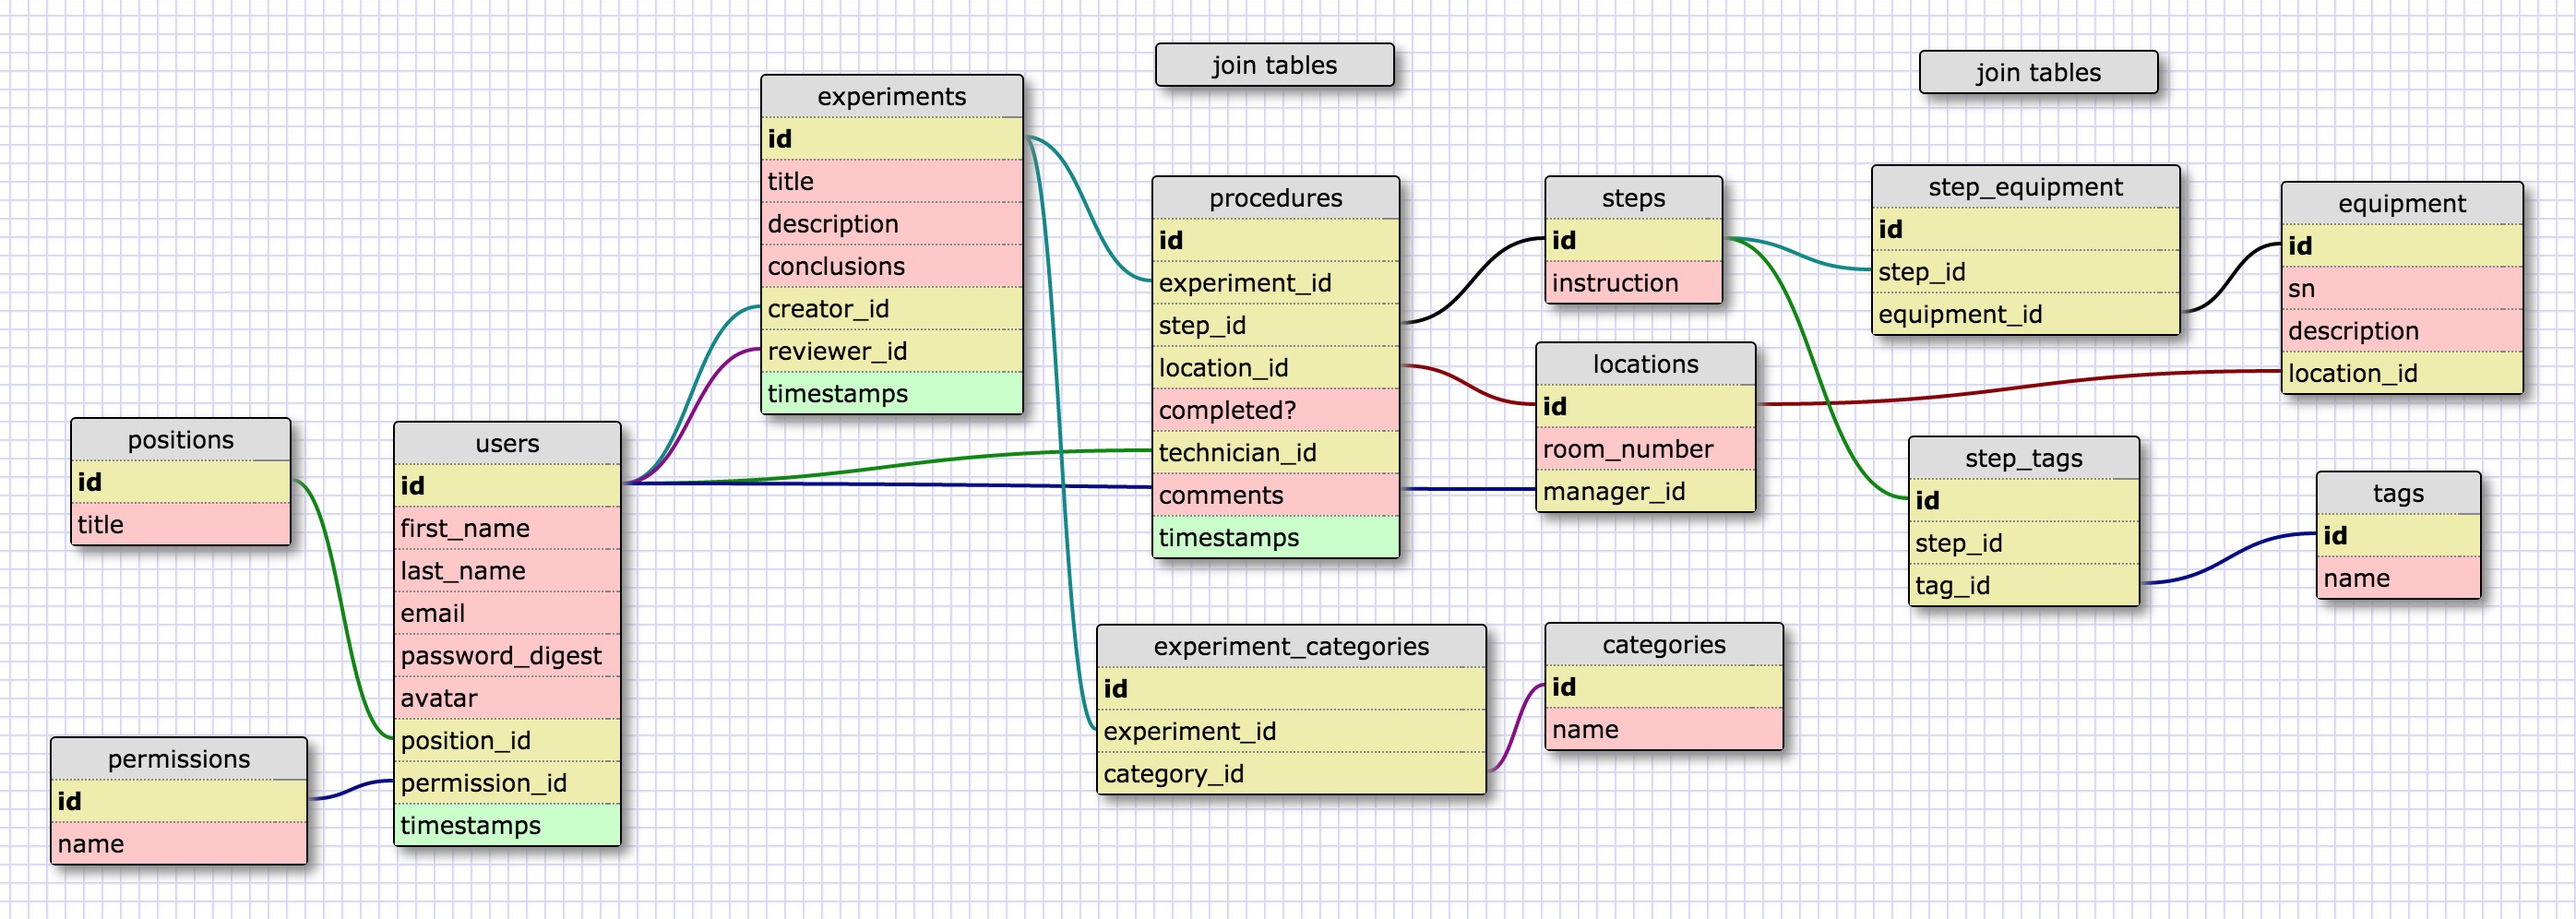 join tables
join tables
experiments
id
title
description
conclusions
creator_id
reviewer_id
timestamps
procedures
id
experiment_id
step_id
location_id
completed?
technician_id
comments
timestamps
steps
id
instruction
step_equipment
id
step_id
equipment_id
equipment
id
sn
description
location_id
locations
id
room_number
manager_id
positions
id
title
users
id
first_name
last_name
email
password_digest
avatar
position_id
permission_id
timestamps
step_tags
id
step_id
tag_id
tags
id
name
experiment_categories
id
experiment_id
category_id
categories
id
name
permissions
id
name